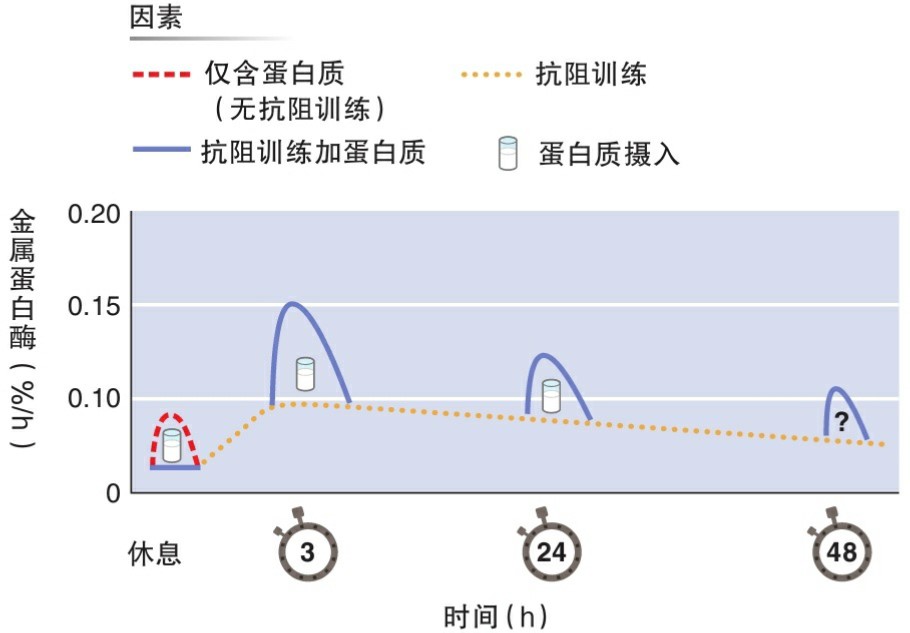 因素
仅含蛋白质 抗阻训练
（无抗阻训练）
抗阻训练加蛋白质 蛋白质摄入
金属蛋白酶（%/h）
0.20
0.15
0.10
?
0
休息 3 24 48
时间(h)